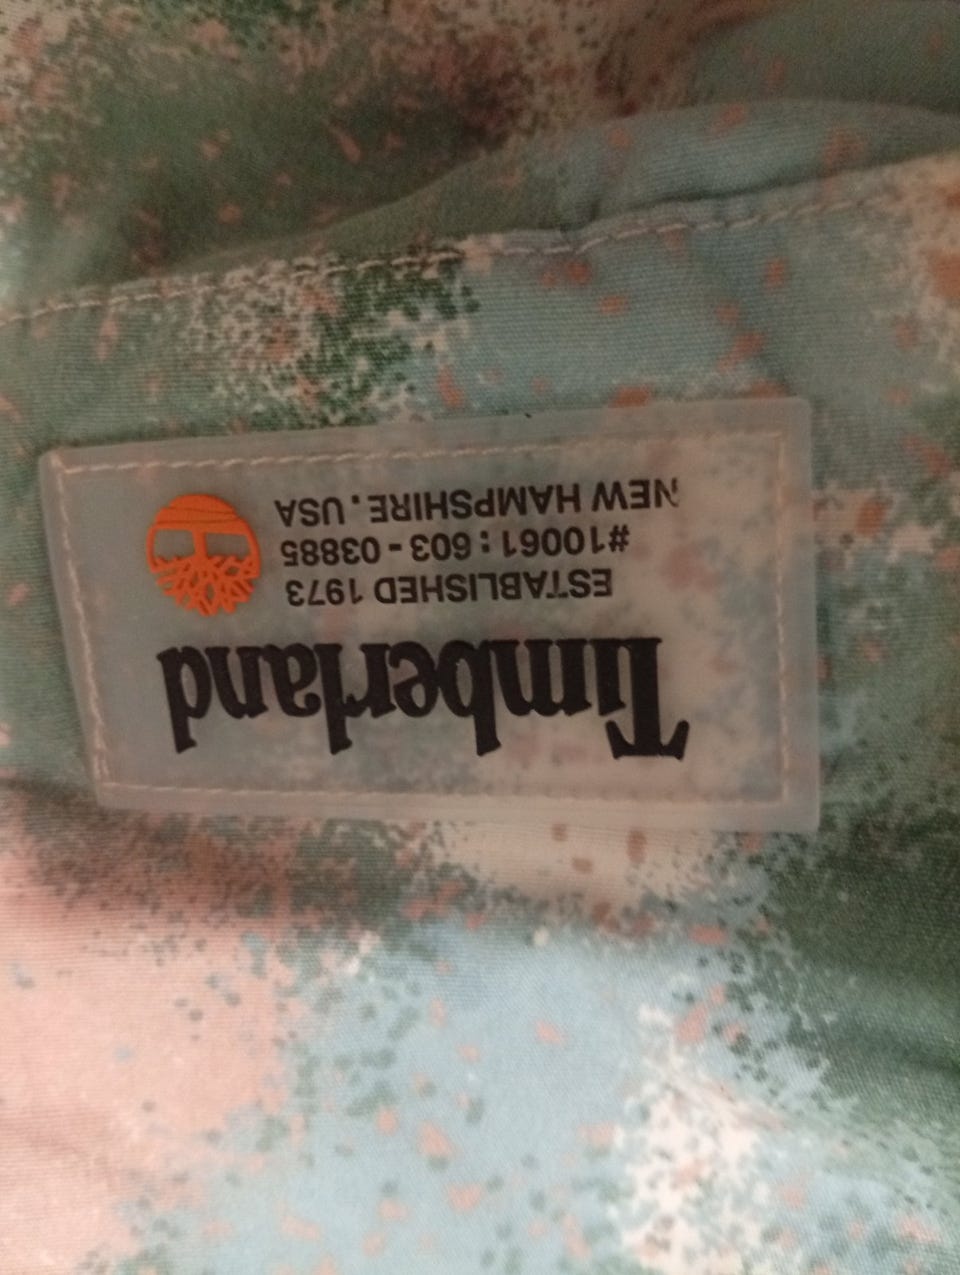 Timberland
ESTABLISHED 1973
#10061 : 603 - 03885
NEW HAMPSHIRE . USA